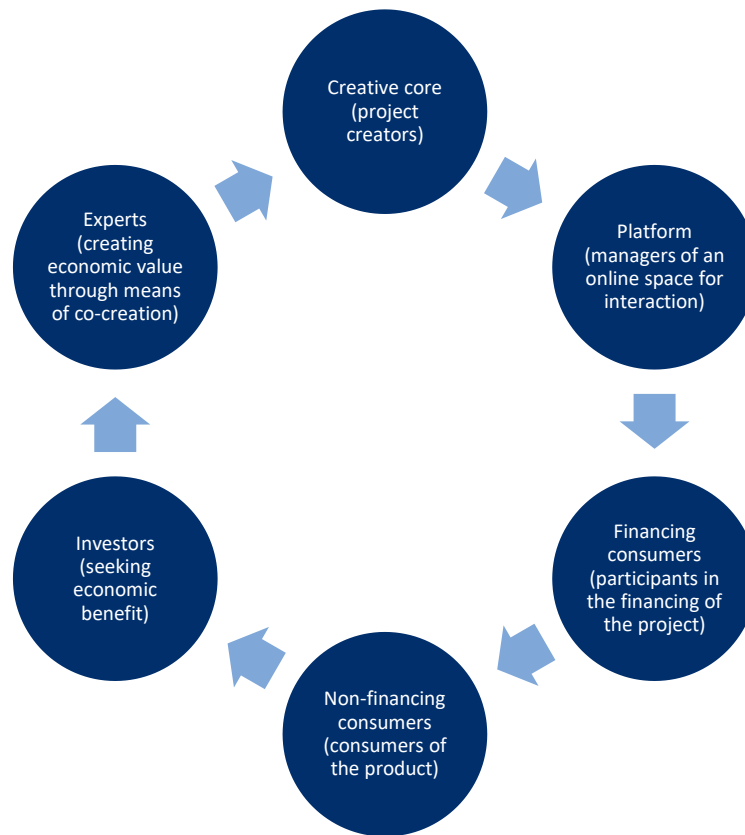 Creative core
(project
creators)
Platform
(managers of an
online space for
interaction)
Financing
consumers
(participants in
the financing of
the project)
Non-financing
consumers
(consumers of
the product)
Investors
(seeking
economic
benefit)
Experts
(creating
economic value
through means
of co-creation)